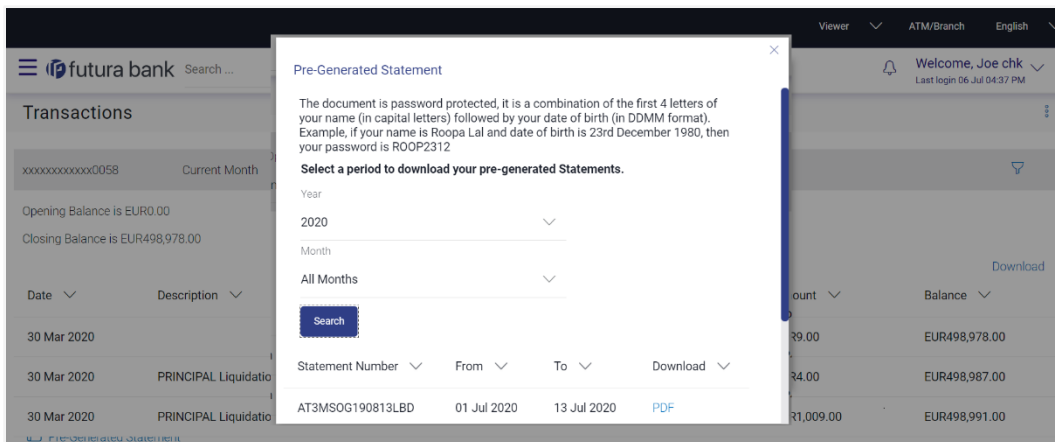 Viewer ATM/Branch English
futura bank Search ... Welcome, Joe chk
Last login 06 Jul 04:37 PM
Transactions
xxxxxxxxxxxx0058 Current Month
Opening Balance is EUR0.00
Closing Balance is EUR498,978.00
Download
Date Description Balance
30 Mar 2020 EUR498,978.00
30 Mar 2020 PRINCIPAL EUR498,987.00
30 Mar 2020 PRINCIPAL EUR498,991.00
Pre-Generated Statement
Pre-Generated Statement
The document is password protected, it is a combination of the first 4 letters of
your name (in capital letters) followed by your date of birth (in DDMM format).
Example, if your name is Roopa Lal and date of birth is 23rd December 1980, then
your password is ROOP2312
Select a period to download your pre-generated Statements.
Year
2020
Month
All Months
Search
Statement Number From To Download
AT3MSOG190813LBD 01 Jul 2020 13 Jul 2020 PDF